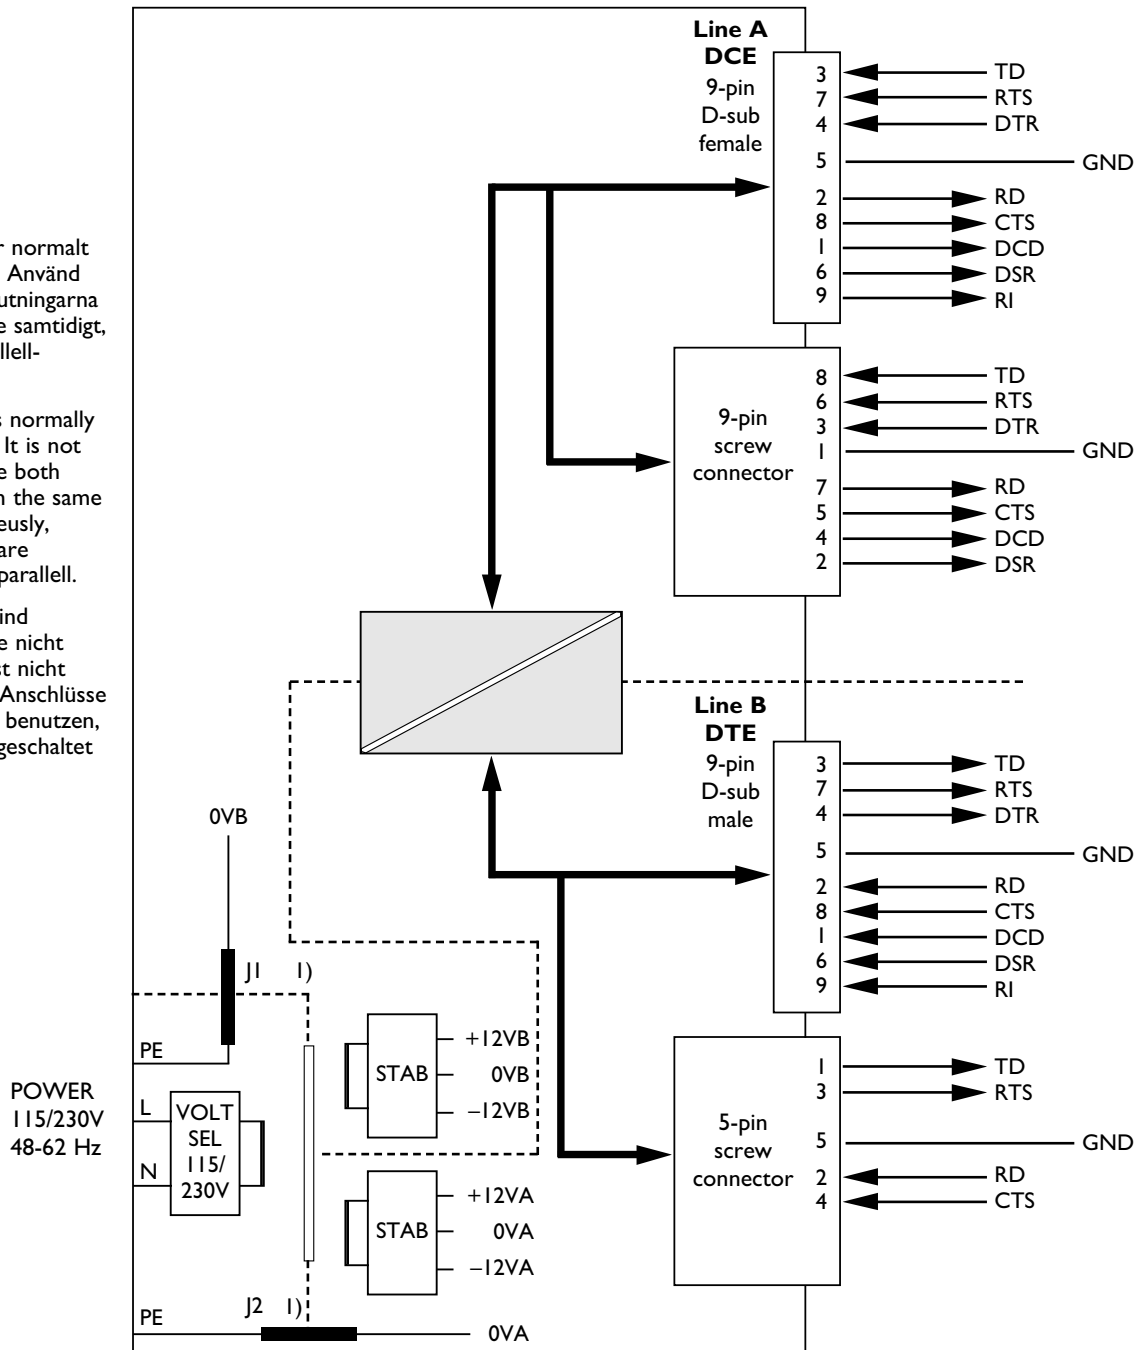 Line A
DCE
9-pin
D-sub
female
3 TD
7 RTS
4 DTR
5 GND
2 RD
8 CTS
1 DCD
6 DSR
9 RI
r normalt
Använd
utningarna
e samtidigt,
llell-
s normally
It is not
e both
n the same
eusly,
are
parallell.
ind
e nicht
st nicht
Anschlüsse
benutzen,
geschaltet
9-pin
screw
connector
8 TD
6 RTS
3 DTR
1 GND
7 RD
5 CTS
4 DCD
2 DSR
Line B
DTE
9-pin
D-sub
male
3 TD
7 RTS
4 DTR
5 GND
2 RD
8 CTS
1 DCD
6 DSR
9 RI
0VB
J1 1)
PE
POWER
115/230V
48-62 Hz
L
N
VOLT
SEL
115/
230V
STAB
+12VB
0VB
–12VB
STAB
+12VA
0VA
–12VA
5-pin
screw
connector
1 TD
3 RTS
5 GND
2 RD
4 CTS
PE
J2 1)
0VA